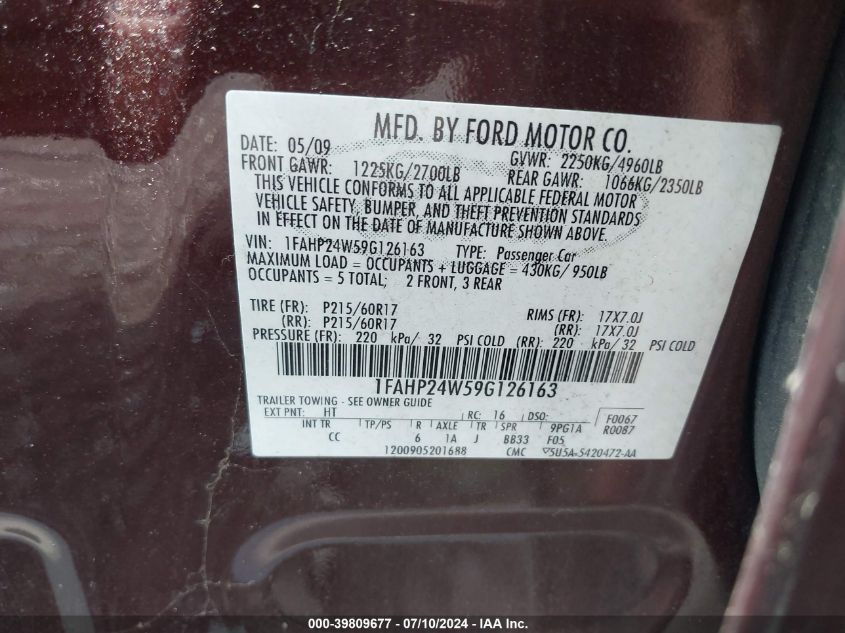 MFD. BY FORD MOTOR CO.
DATE: 05/09 GVWR: 2250KG/4960LB
FRONT GAWR: 1225KG/2700LB REAR GAWR: 1066KG/2350LB
THIS VEHICLE CONFORMS TO ALL APPLICABLE FEDERAL MOTOR
VEHICLE SAFETY, BUMPER, AND THEFT PREVENTION STANDARDS
IN EFFECT ON THE DATE OF MANUFACTURE SHOWN ABOVE
VIN: 1FAHP24W59G126163 TYPE: Passenger Car
MAXIMUM LOAD = OCCUPANTS + LUGGAGE = 430KG/ 950LB
OCCUPANTS = 5 TOTAL; 2 FRONT, 3 REAR
TIRE (FR): P215/60R17 RIMS (FR): 17X7.0J
(RR): P215/60R17 (RR): 17X7.0J
PRESSURE (FR): 220 kPa/ 32 PSI COLD (RR): 220 kPa/ 32 PSI COLD
1FAHP24W59G126163
TRAILER TOWING - SEE OWNER GUIDE
EXT PNT: HT RC: 16 DSO: F0067
INT TR TP/PS R AXLE TR SPR 9PG1A R0087
CC 6 1A J BB33 F05
1200905201688 CMC 5U5A-5420472-AA
000-39809677 - 07/10/2024 - IAA Inc.